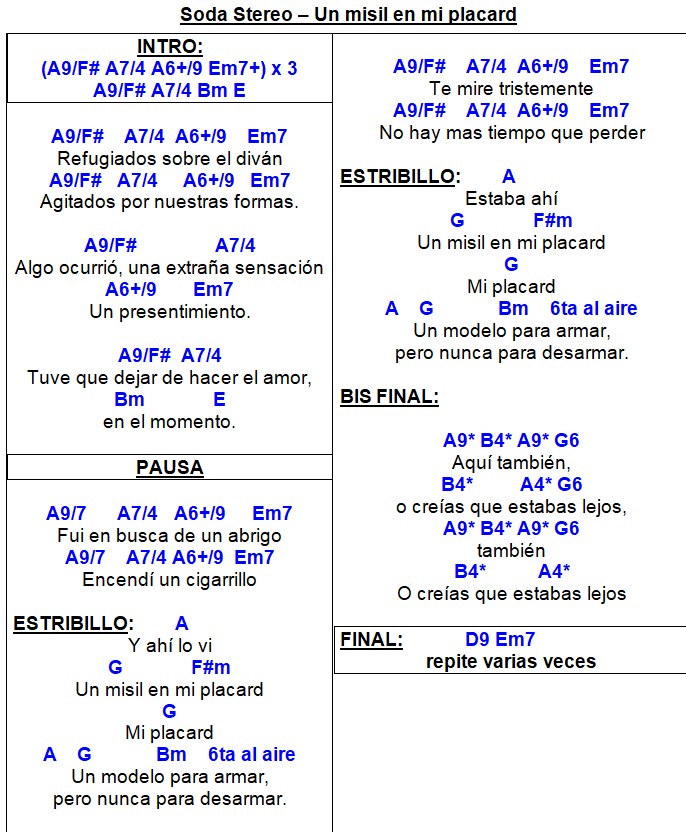 Soda Stereo – Un misil en mi placard
INTRO:
(A9/F# A7/4 A6+/9 Em7+) x 3
A9/F# A7/4 Bm E
A9/F# A7/4 A6+/9 Em7
Refugiados sobre el diván
A9/F# A7/4 A6+/9 Em7
Agitados por nuestras formas.
A9/F# A7/4
Algo ocurrió, una extraña sensación
A6+/9 Em7
Un presentimiento.
A9/F# A7/4
Tuve que dejar de hacer el amor,
Bm E
en el momento.
PAUSA
A9/7 A7/4 A6+/9 Em7
Fui en busca de un abrigo
A9/7 A7/4 A6+/9 Em7
Encendí un cigarrillo
ESTRIBILLO: A
Y ahí lo vi
G F#m
Un misil en mi placard
G
Mi placard
A G Bm 6ta al aire
Un modelo para armar,
pero nunca para desarmar.
A9/F# A7/4 A6+/9 Em7
Te mire tristemente
A9/F# A7/4 A6+/9 Em7
No hay mas tiempo que perder
ESTRIBILLO: A
Estaba ahí
G F#m
Un misil en mi placard
G
Mi placard
A G Bm 6ta al aire
Un modelo para armar,
pero nunca para desarmar.
BIS FINAL:
A9* B4* A9* G6
Aquí también,
B4* A4* G6
o creías que estabas lejos,
A9* B4* A9* G6
también
B4* A4*
O creías que estabas lejos
FINAL: D9 Em7
repite varias veces